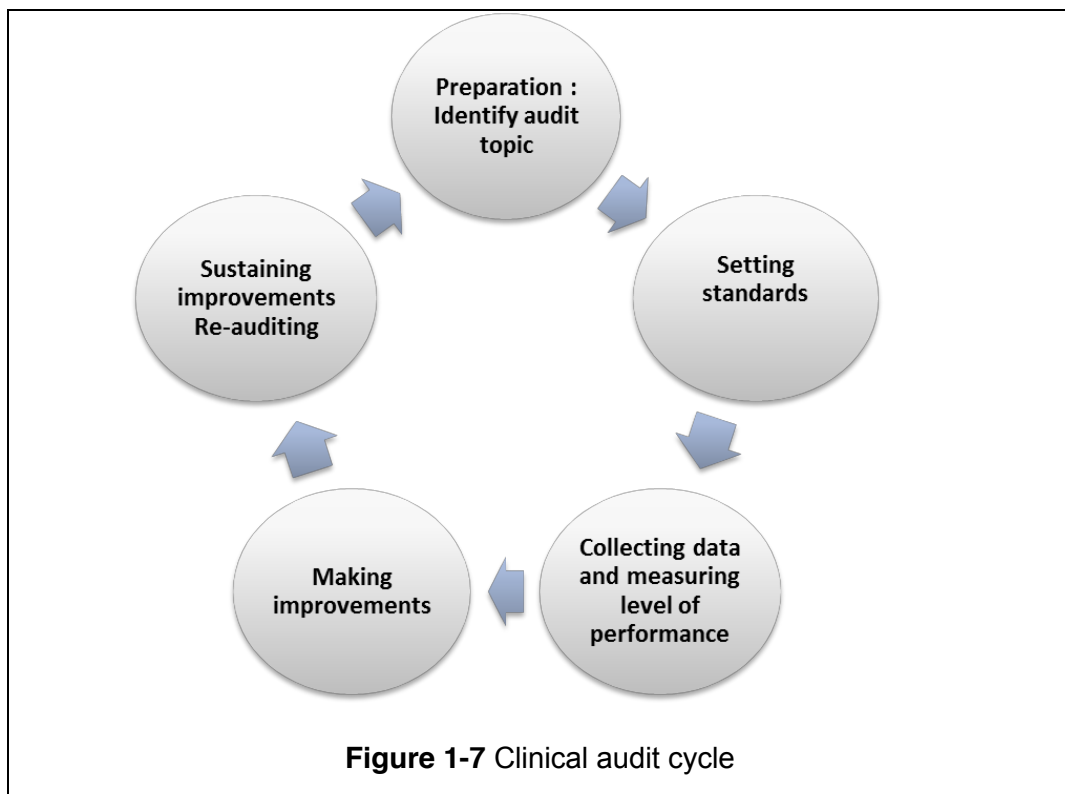 Preparation :
Identify audit
topic
Setting
standards
Collecting data
and measuring
level of
performance
Making
improvements
Sustaining
improvements
Re-auditing
Figure 1-7 Clinical audit cycle